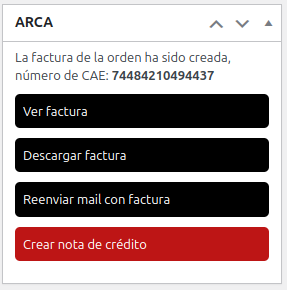 ARCA
La factura de la orden ha sido creada,
número de CAE: 74484210494437
Ver factura
Descargar factura
Reenviar mail con factura
Crear nota de crédito